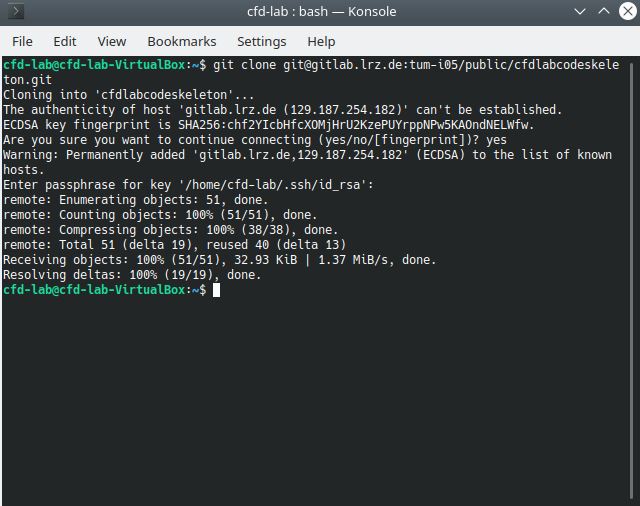 cfd-lab : bash — Konsole
File Edit View Bookmarks Settings Help
cfd-lab@cfd-lab-VirtualBox:~$ git clone git@gitlab.lrz.de:tum-i05/public/cfdlabcodeskele
ton.git
Cloning into 'cfdlabcodeskeleton'...
The authenticity of host 'gitlab.lrz.de (129.187.254.182)' can't be established.
ECDSA key fingerprint is SHA256:chf2YIcbHfcXOMjHrU2KzePUYrppNPw5KAOndNELWfw.
Are you sure you want to continue connecting (yes/no/[fingerprint])? yes
Warning: Permanently added 'gitlab.lrz.de,129.187.254.182' (ECDSA) to the list of known
hosts.
Enter passphrase for key '/home/cfd-lab/.ssh/id_rsa':
remote: Enumerating objects: 51, done.
remote: Counting objects: 100% (51/51), done.
remote: Compressing objects: 100% (38/38), done.
remote: Total 51 (delta 19), reused 40 (delta 13)
Receiving objects: 100% (51/51), 32.93 KiB | 1.37 MiB/s, done.
Resolving deltas: 100% (19/19), done.
cfd-lab@cfd-lab-VirtualBox:~$